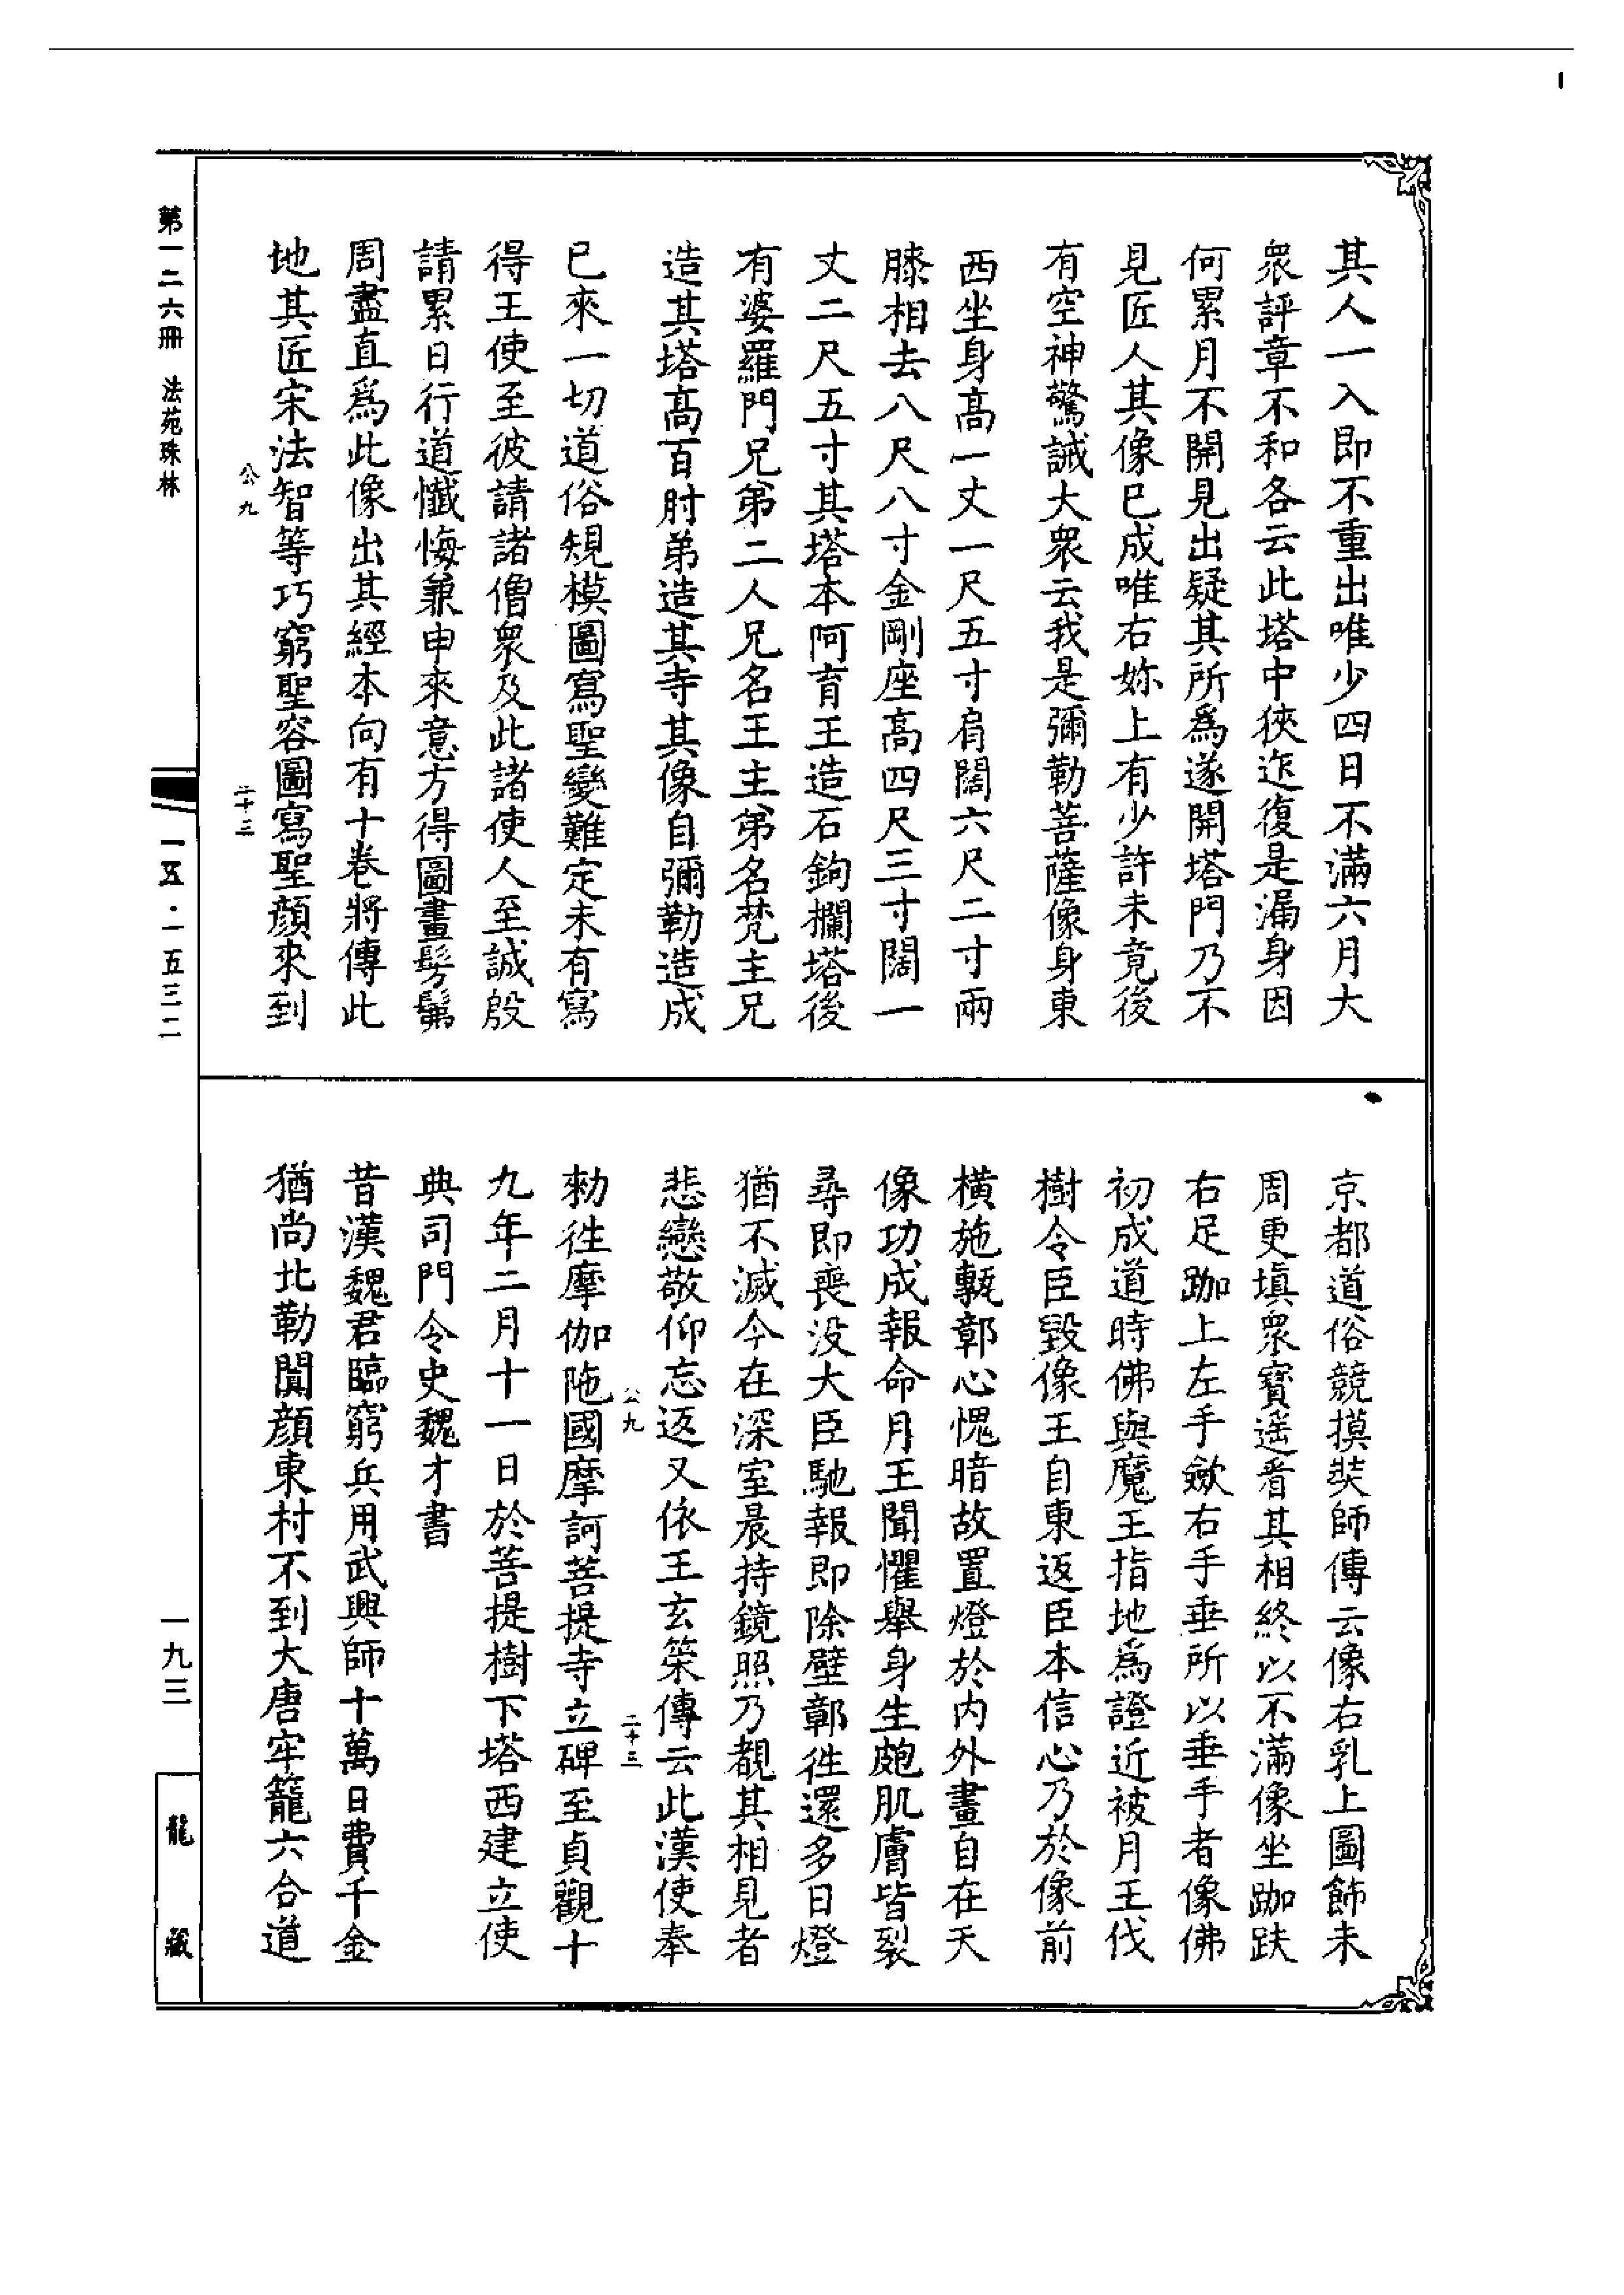 其人一入即不重出唯少四日不滿六月大
眾評章不和各云此塔中狹迮復是漏身因
何累月不開見出疑其所為遂開塔門乃不
見匠人其像已成唯右妳上有少許未竟後
有空神驚誡大眾云我是彌勒菩薩像身東
西坐身高一丈一尺五寸肩闊六尺二寸兩
膝相去八尺八寸金剛座高四尺三寸闊一
丈二尺五寸其塔本阿育王造石鉤欄塔後
有婆羅門兄弟二人兄名王主弟名梵主兄
造其塔高百肘弟造其寺其像自彌勒造成
已來一切道俗規模圖寫聖變難定未有寫
得王使至彼請諸僧眾及此諸使人至誠殷
請累日行道懺悔兼申來意方得圖畫髣髴
周盡直為此像出其經本向有十卷將傳此
地其匠宋法智等巧窮聖容圖寫聖顏來到
公九
二十三
京都道俗競摸奘師傳云像右乳上圖飾未
周更填眾寶遥看其相終以不滿像坐跏趺
右足跏上左手斂右手垂所以垂手者像佛
初成道時佛與魔王指地為證近被月王伐
樹令臣毀像王自東返臣本信心乃於像前
橫施甎鄣心愧暗故置燈於內外畫自在天
像功成報命月王聞懼舉身生皰肌膚皆裂
尋即喪沒大臣馳報即除壁鄣往還多日燈
猶不滅今在深室晨持鏡照乃覩其相見者
悲戀敬仰忘返又依王玄策傳云此漢使奉
公九
二十三
勑往摩伽陁國摩訶菩提寺立碑至貞觀十
九年二月十一日於菩提樹下塔西建立使
典司門令史魏才書
昔漢魏君臨窮兵用武興師十萬日費千金
猶尚北勒闐顏東村不到大唐牢籠六合道
第一二六冊 法苑珠林
一五·一五三二
一九三
龍藏